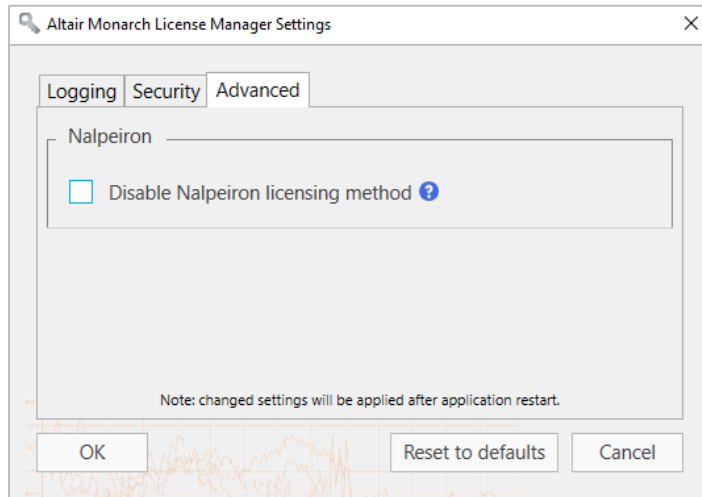 Altair Monarch License Manager Settings
Logging Security Advanced
Nalpeiron
Disable Nalpeiron licensing method ?
Note: changed settings will be applied after application restart.
OK Reset to defaults Cancel